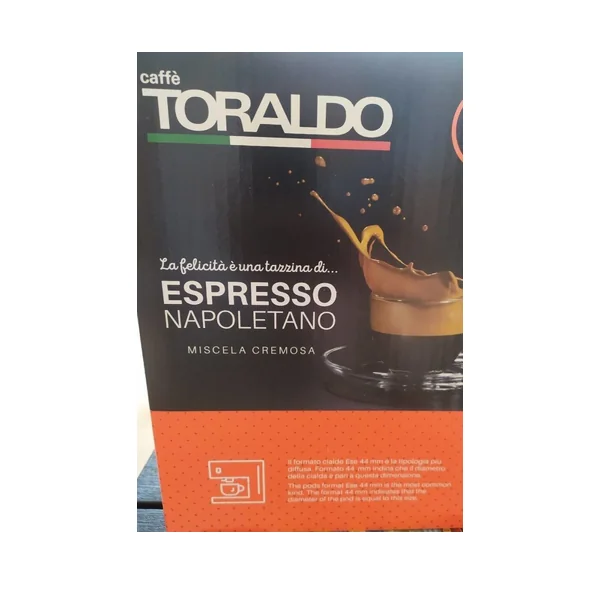 caffè
TORALDO
La felicità è una tazzina di...
ESPRESSO
NAPOLETANO
MISCELA CREMOSA
Il formato cialde Ese 44 mm è la tipologia più
diffusa. Formato 44 mm indica che il diametro
della cialda è pari a questa dimensione.
The pods format Ese 44 mm is the most common
kind. The format 44 mm indicates that the
diameter of the pod is equal to this size.